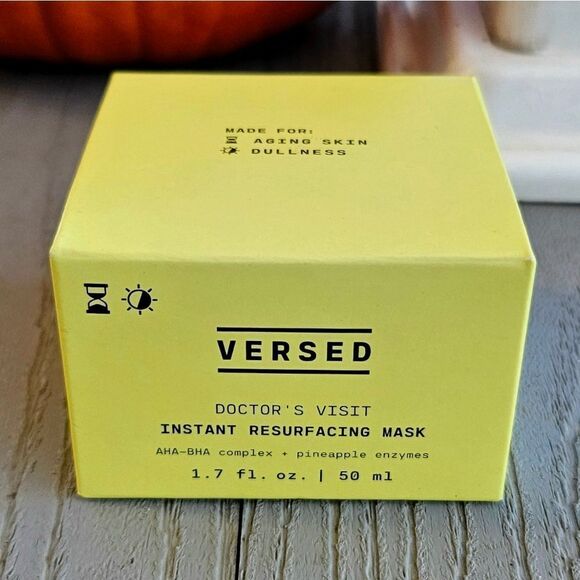 MADE FOR:
AGING SKIN
DULLNESS
VERSED
DOCTOR'S VISIT
INSTANT RESURFACING MASK
AHA-BHA complex + pineapple enzymes
1.7 fl. oz. | 50 ml